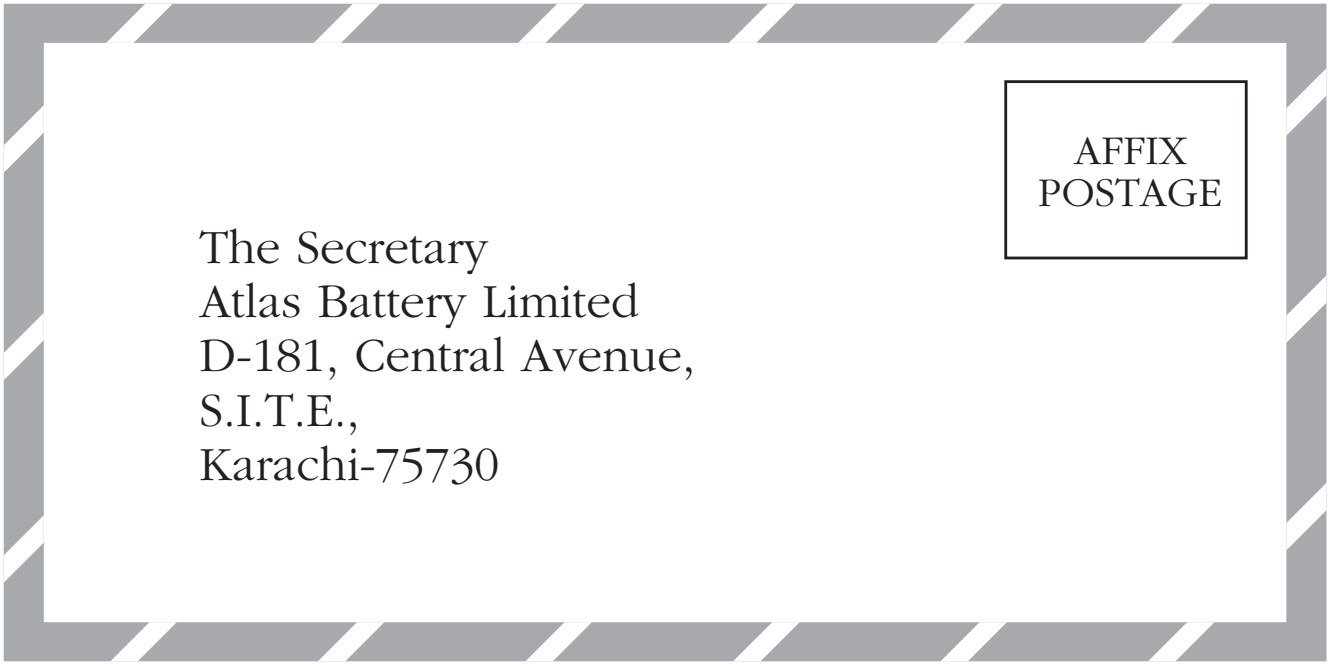 AFFIX
POSTAGE
The Secretary
Atlas Battery Limited
D-181, Central Avenue,
S.I.T.E.,
Karachi-75730